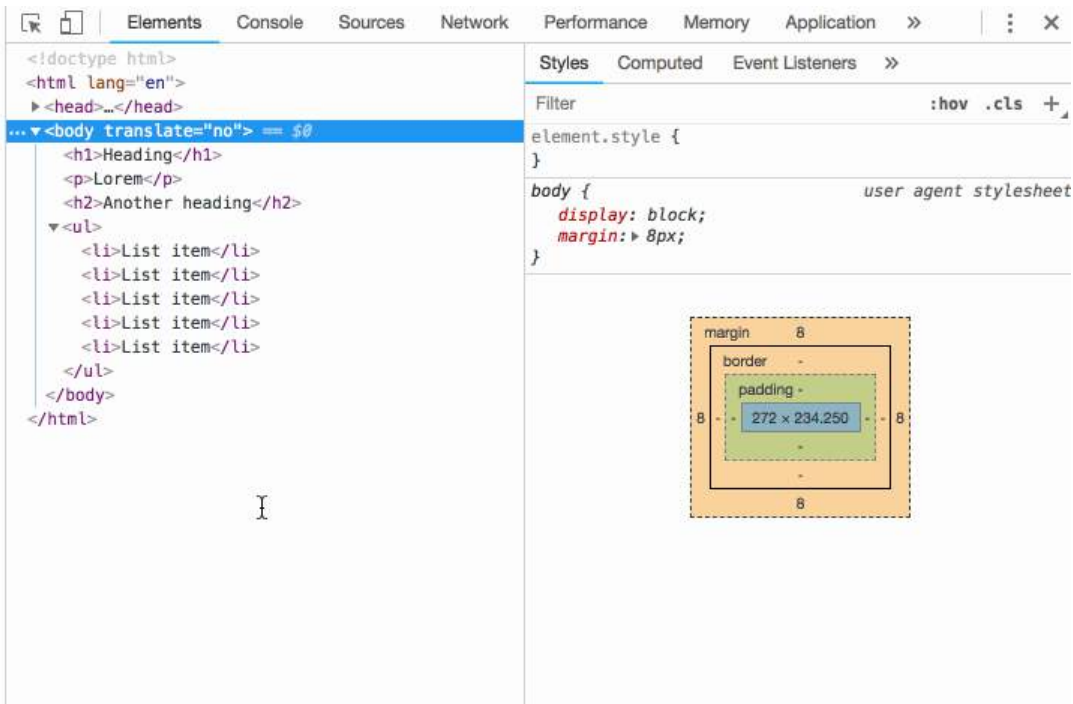 Elements Console Sources Network Performance Memory Application »
<!doctype html>
<html lang="en">
<head>…</head>
… <body translate="no"> == $0
<h1>Heading</h1>
<p>Lorem</p>
<h2>Another heading</h2>
<ul>
<li>List item</li>
<li>List item</li>
<li>List item</li>
<li>List item</li>
<li>List item</li>
</ul>
</body>
</html>
Styles Computed Event Listeners »
Filter :hov .cls +
element.style {
}
body { user agent stylesheet
display: block;
margin: 8px;
}
margin 8
border -
padding -
8 - - 272 × 234.250 - - 8
-
-
8